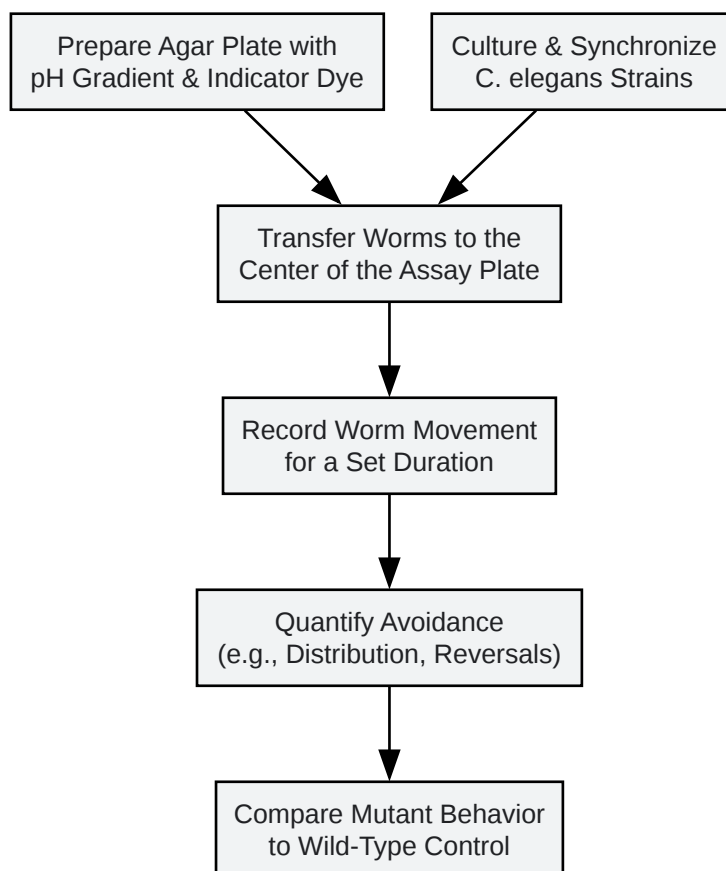 Prepare Agar Plate with
pH Gradient & Indicator Dye
Culture & Synchronize
C. elegans Strains
Transfer Worms to the
Center of the Assay Plate
Record Worm Movement
for a Set Duration
Quantify Avoidance
(e.g., Distribution, Reversals)
Compare Mutant Behavior
to Wild-Type Control